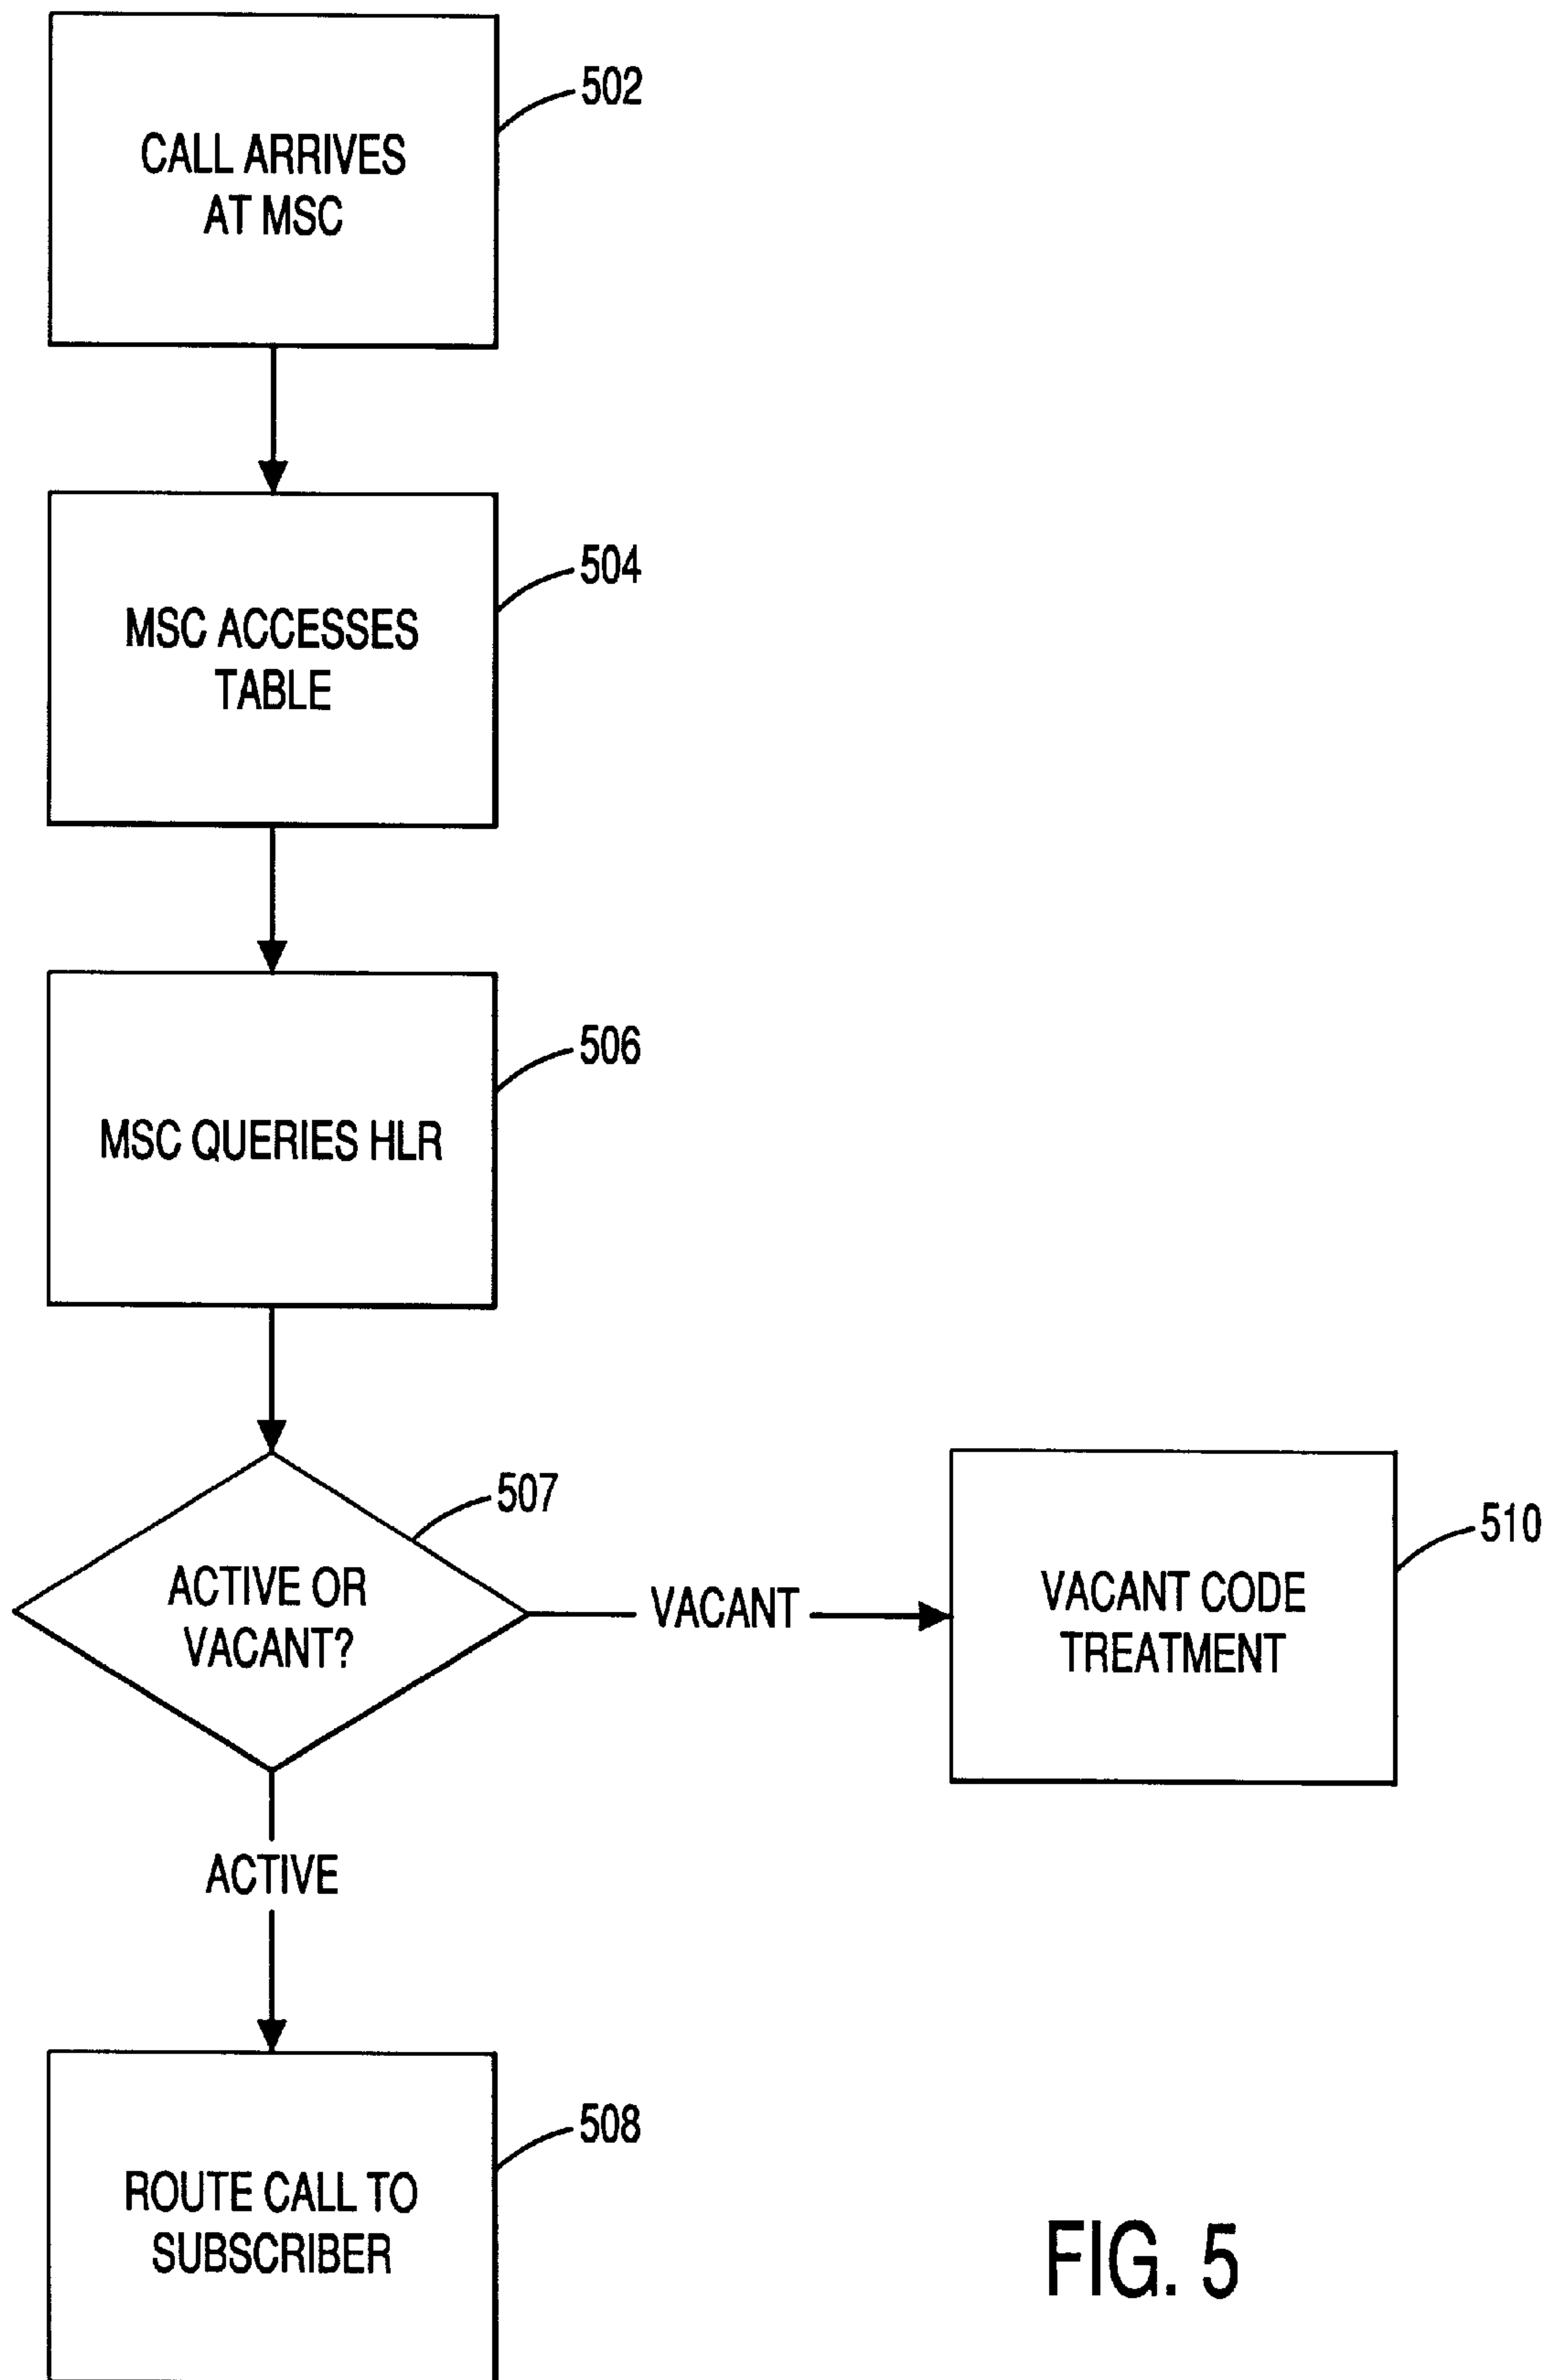 CALL ARRIVES
AT MSC
502
MSC ACCESSES
TABLE
504
MSC QUERIES HLR
506
ACTIVE OR
VACANT?
507
VACANT
VACANT CODE
TREATMENT
510
ACTIVE
ROUTE CALL TO
SUBSCRIBER
508
FIG. 5